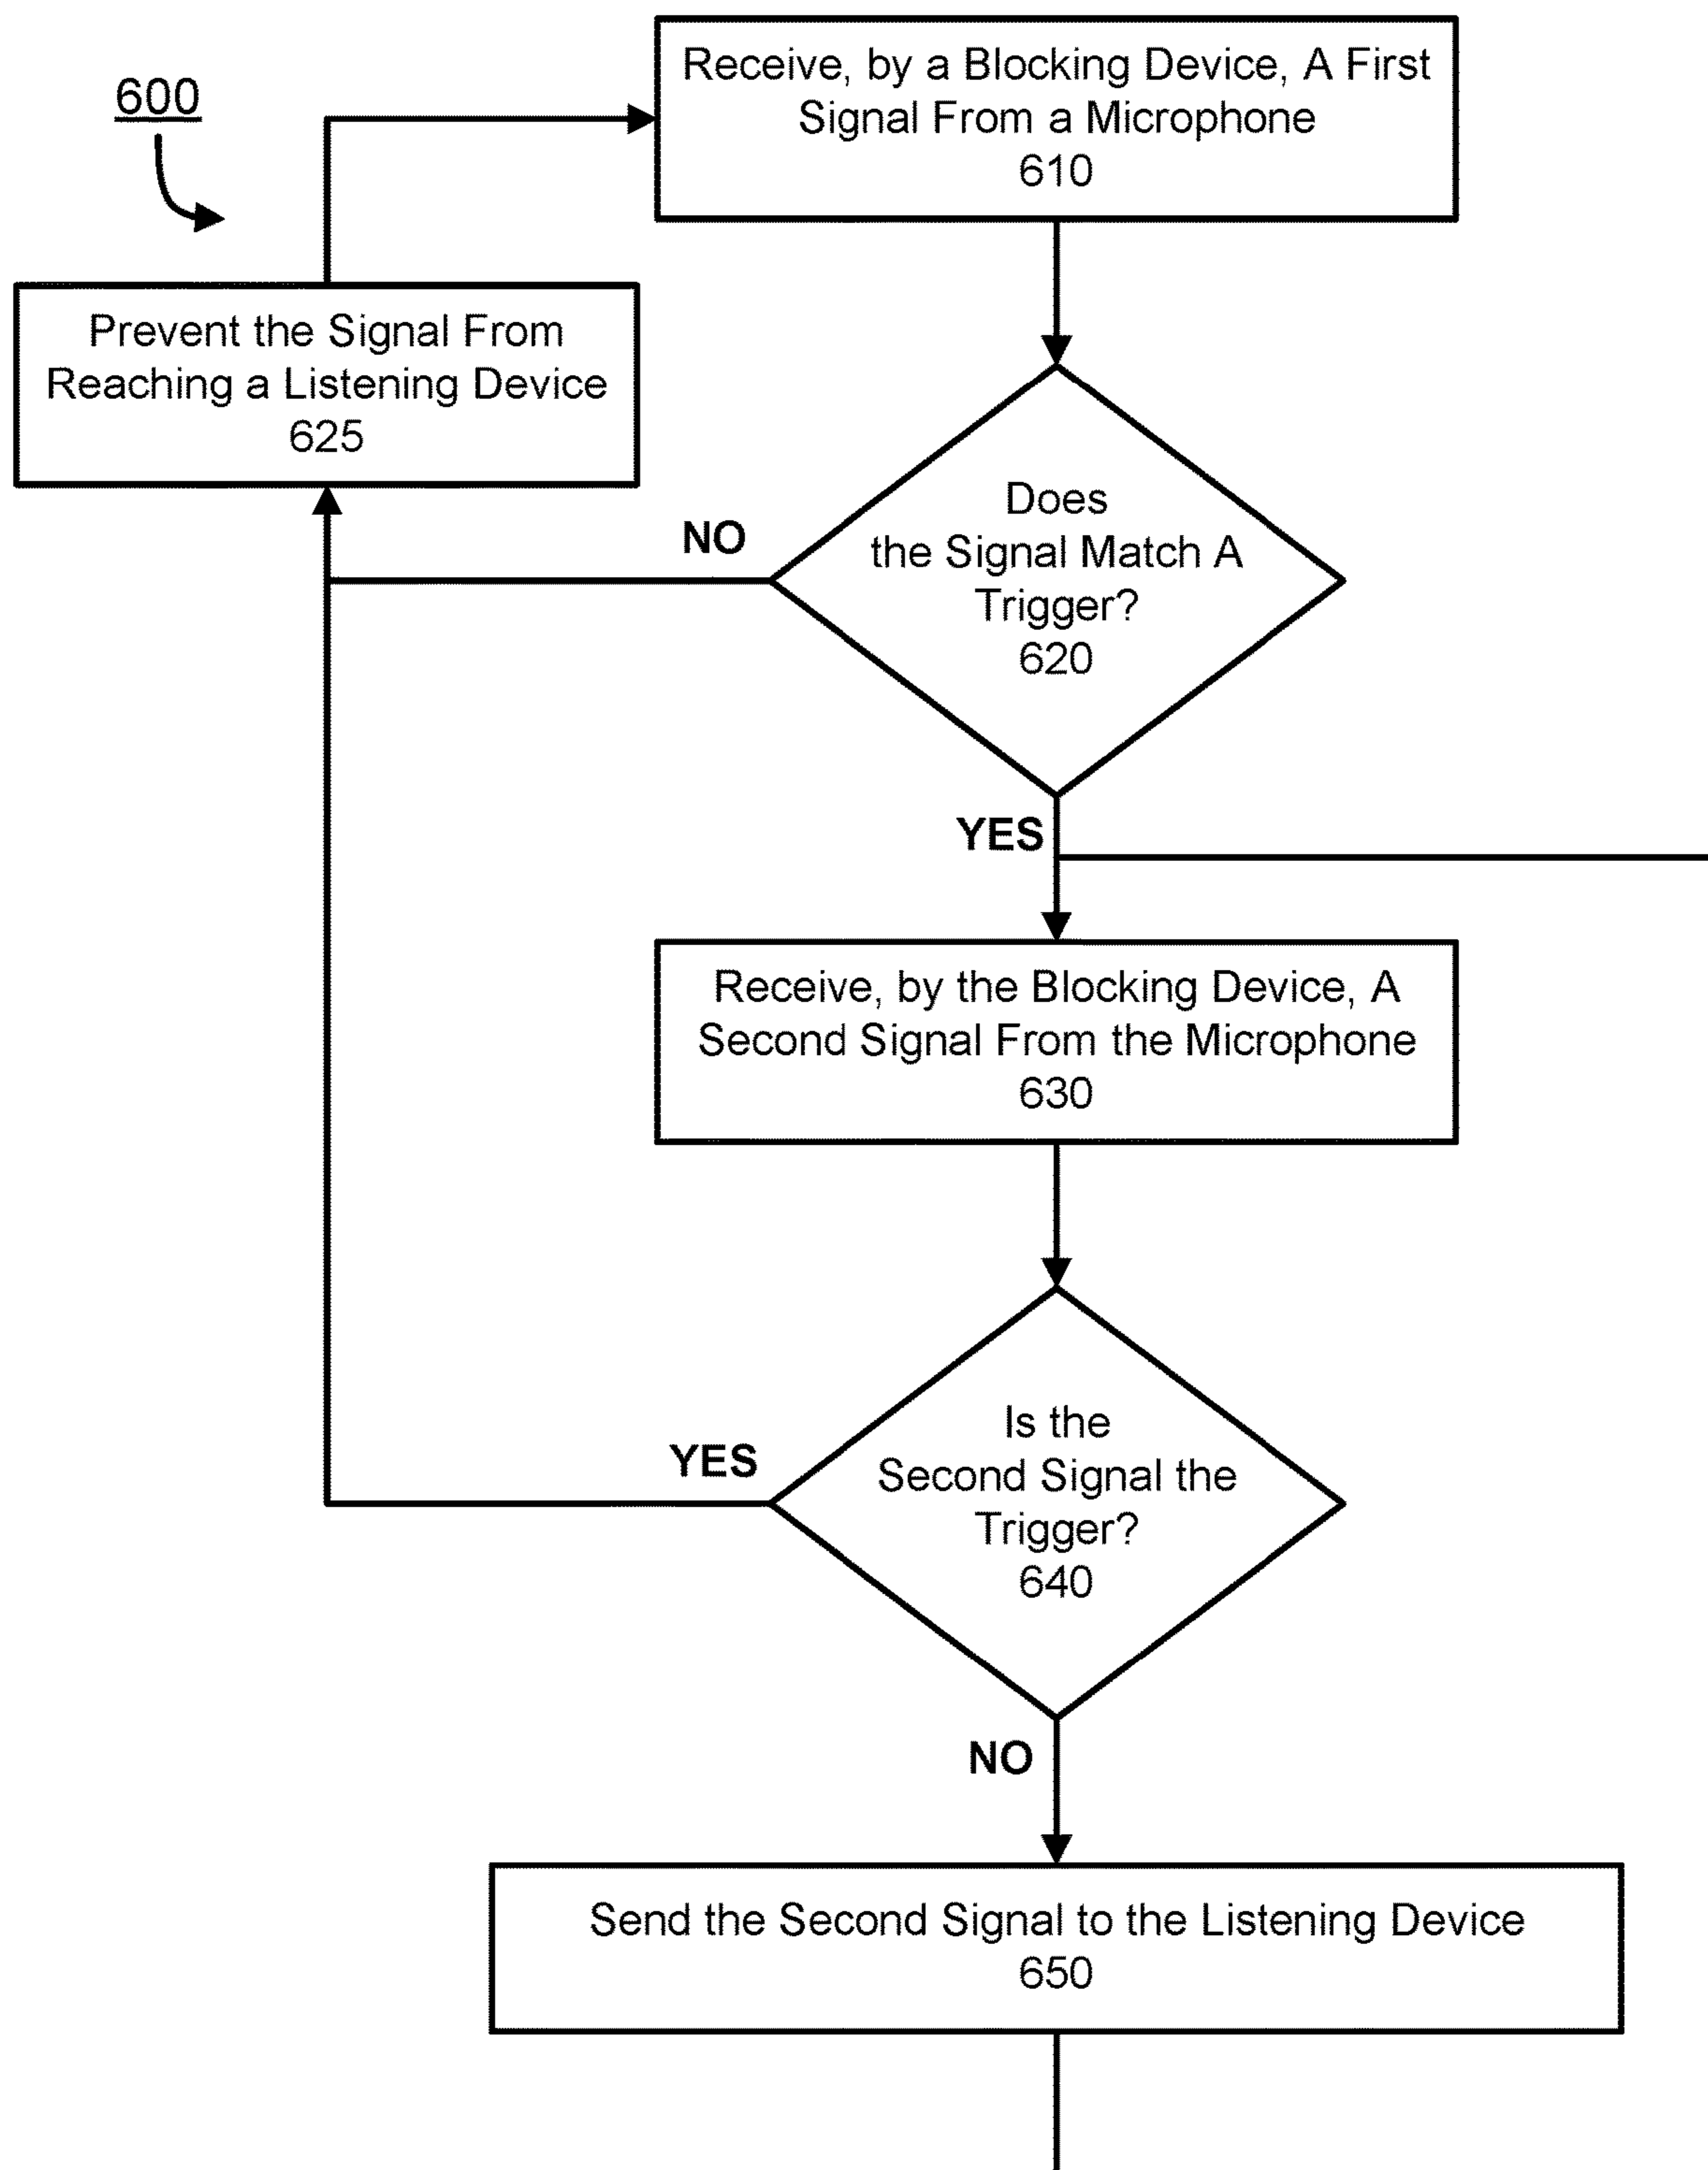 600
Receive, by a Blocking Device, A First
Signal From a Microphone
610
Prevent the Signal From
Reaching a Listening Device
625
Does
the Signal Match A
Trigger?
620
NO
YES
Receive, by the Blocking Device, A
Second Signal From the Microphone
630
Is the
Second Signal the
Trigger?
640
YES
NO
Send the Second Signal to the Listening Device
650